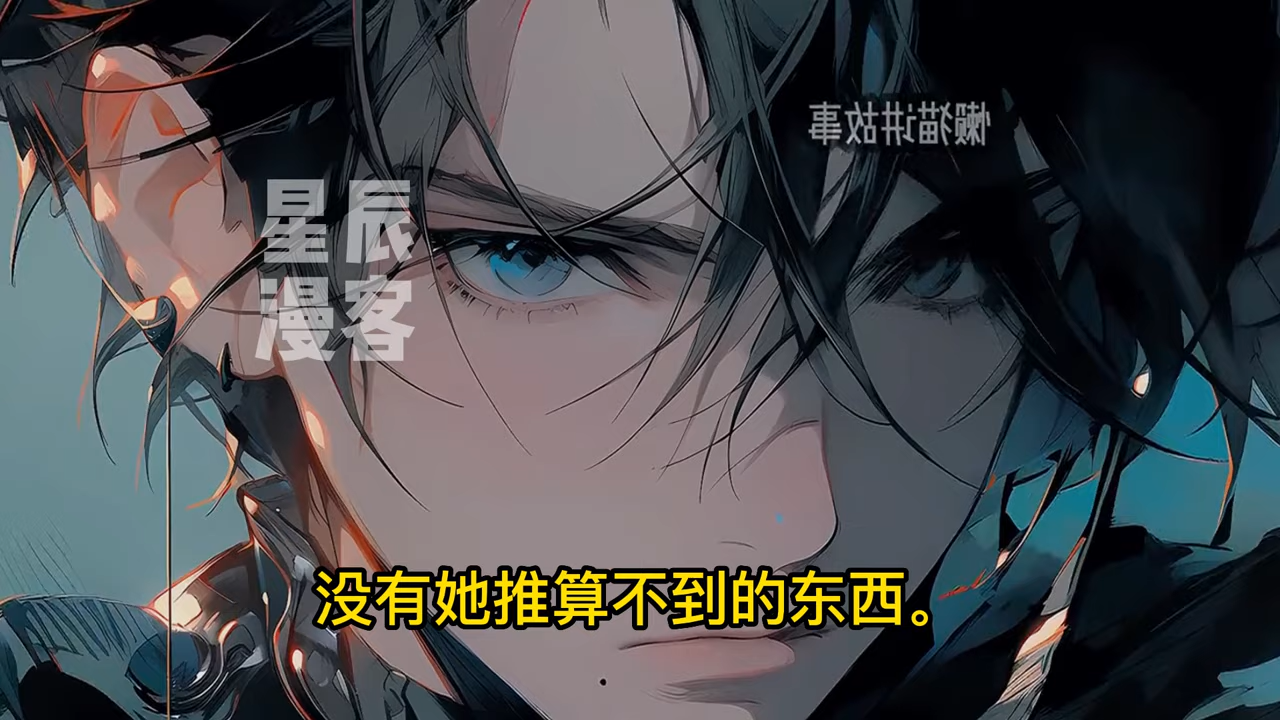 懒猫讲故事
星辰
漫客
没有她推算不到的东西。